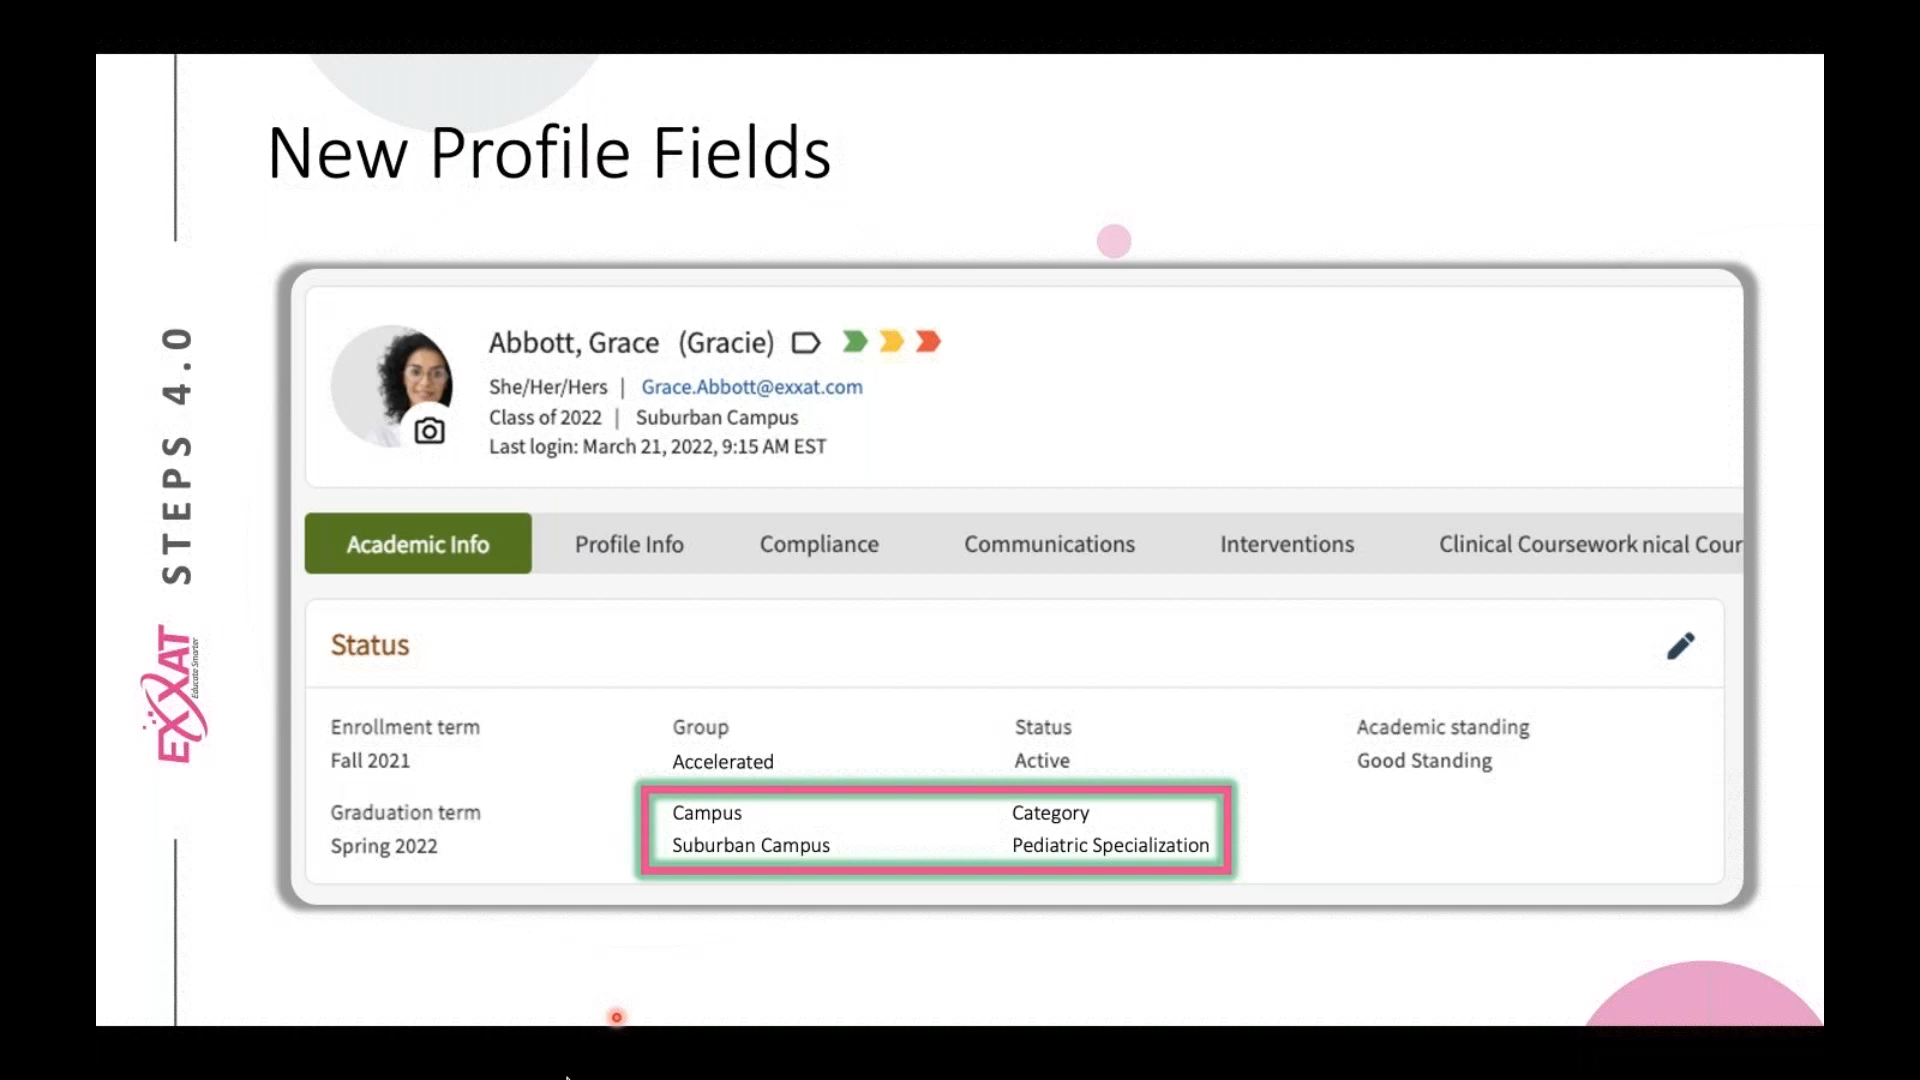 New Profile Fields
STEPS 4.0
EXXAT
Educate Smarter
Abbott, Grace (Gracie)
She/Her/Hers | Grace.Abbott@exxat.com
Class of 2022 | Suburban Campus
Last login: March 21, 2022, 9:15 AM EST
Academic Info Profile Info Compliance Communications Interventions Clinical Coursework nical Cour
Status
Enrollment term Group Status Academic standing
Fall 2021 Accelerated Active Good Standing
Graduation term Campus Category
Spring 2022 Suburban Campus Pediatric Specialization